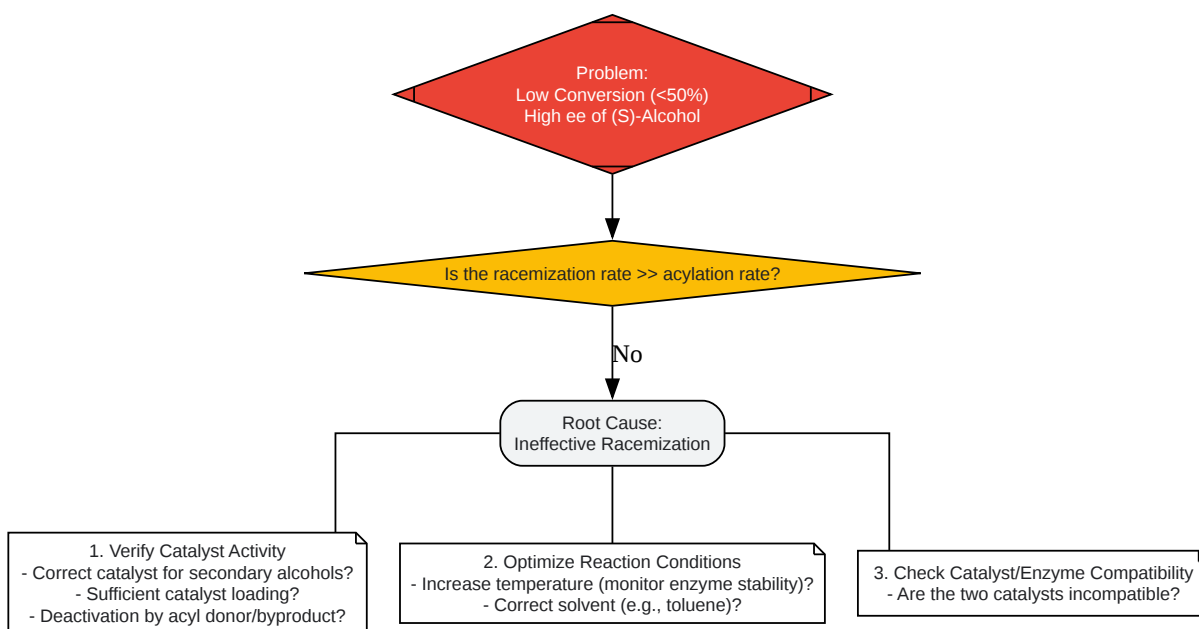 Problem:
Low Conversion (<50%)
High ee of (S)-Alcohol
Is the racemization rate >> acylation rate?
No
Root Cause:
Ineffective Racemization
1. Verify Catalyst Activity
- Correct catalyst for secondary alcohols?
- Sufficient catalyst loading?
- Deactivation by acyl donor/byproduct?
2. Optimize Reaction Conditions
- Increase temperature (monitor enzyme stability)?
- Correct solvent (e.g., toluene)?
3. Check Catalyst/Enzyme Compatibility
- Are the two catalysts incompatible?